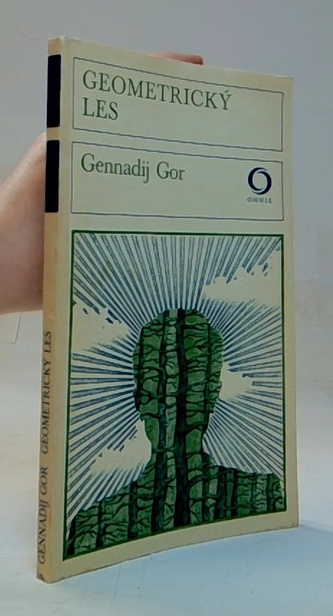 GEOMETRICKÝ
LES
Gennadij Gor
OMNIA
GENNADIJ GOR GEOMETRICKÝ LES